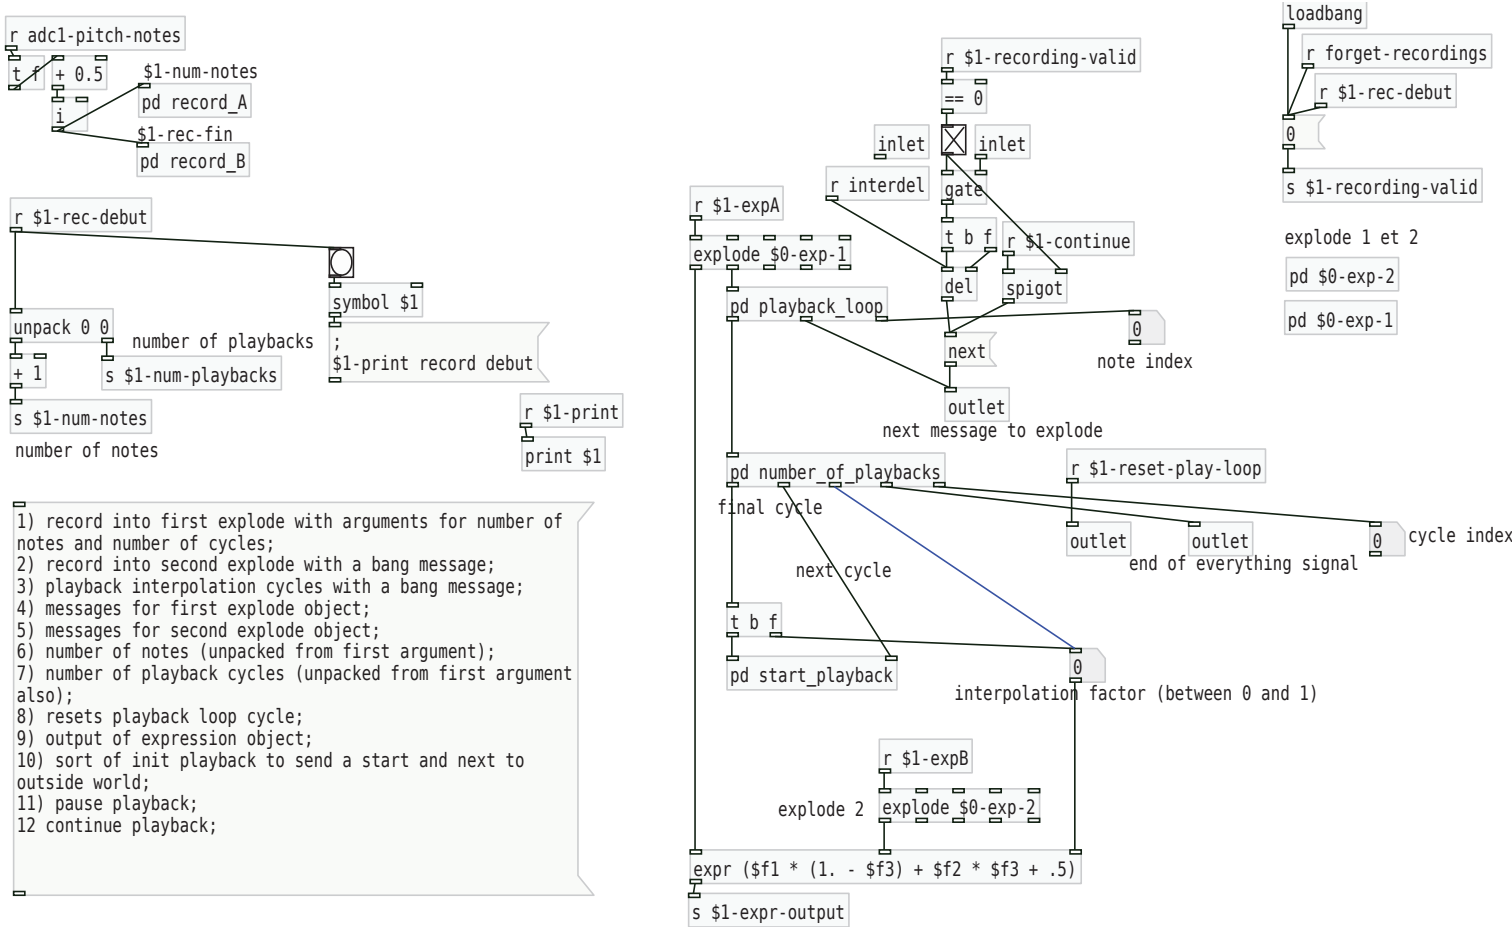 r adc1-pitch-notes
t f
+ 0.5
i
$1-num-notes
pd record_A
$1-rec-fin
pd record_B
r $1-rec-debut
symbol $1
unpack 0 0
number of playbacks
;
$1-print record debut
+ 1
s $1-num-playbacks
s $1-num-notes
number of notes
r $1-print
print $1
1) record into first explode with arguments for number of
notes and number of cycles;
2) record into second explode with a bang message;
3) playback interpolation cycles with a bang message;
4) messages for first explode object;
5) messages for second explode object;
6) number of notes (unpacked from first argument);
7) number of playback cycles (unpacked from first argument
also);
8) resets playback loop cycle;
9) output of expression object;
10) sort of init playback to send a start and next to
outside world;
11) pause playback;
12 continue playback;
r $1-recording-valid
== 0
inlet
inlet
r interdel
gate
r $1-expA
t b f
r $1-continue
explode $0-exp-1
del
spigot
pd playback_loop
0
next
note index
outlet
next message to explode
pd number_of_playbacks
r $1-reset-play-loop
final cycle
outlet
outlet
0
cycle index
end of everything signal
next cycle
t b f
pd start_playback
0
interpolation factor (between 0 and 1)
r $1-expB
explode 2
explode $0-exp-2
expr ($f1 * (1. - $f3) + $f2 * $f3 + .5)
s $1-expr-output
loadbang
r forget-recordings
r $1-rec-debut
0
s $1-recording-valid
explode 1 et 2
pd $0-exp-2
pd $0-exp-1